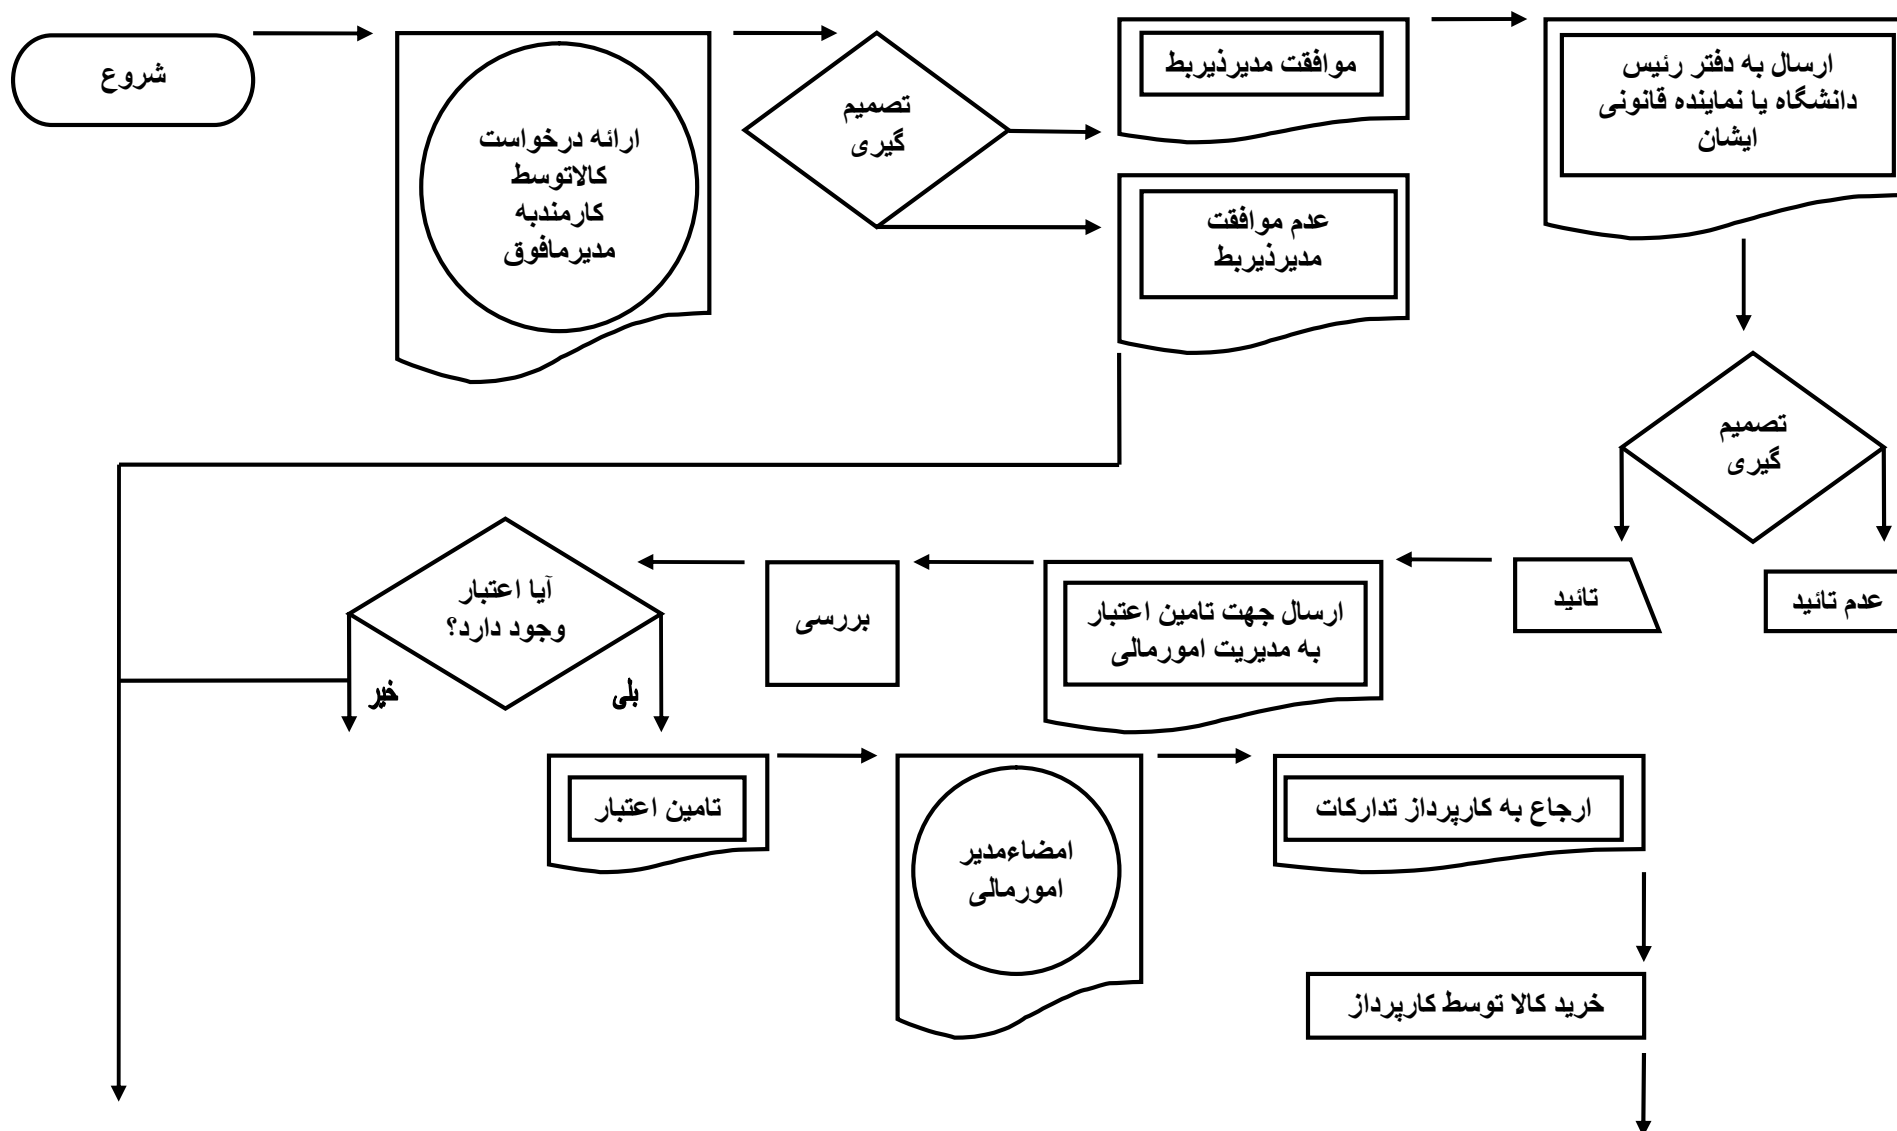 شروع
ارائه درخواست
کالاتوسط
کارمندبه
مدیرمافوق
تصمیم
گیری
موافقت مدیرذیربط
عدم موافقت
مدیرذیربط
ارسال به دفتر رئیس
دانشگاه یا نماینده قانونی
ایشان
تصمیم
گیری
عدم تائید
تائید
ارسال جهت تامین اعتبار
به مدیریت امورمالی
بررسی
آیا اعتبار
وجود دارد؟
خیر
بلی
تامین اعتبار
امضاءمدیر
امورمالی
ارجاع به کارپرداز تدارکات
خرید کالا توسط کارپرداز